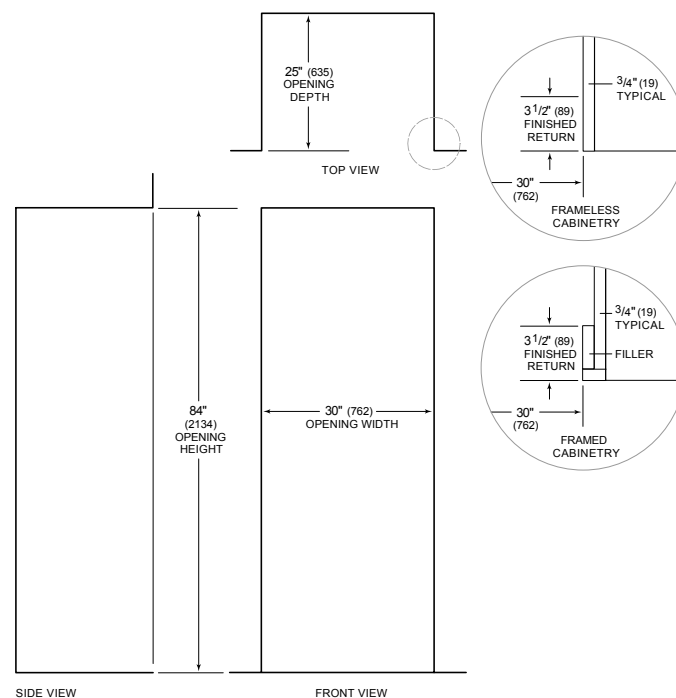 25" (635)
OPENING
DEPTH
TOP VIEW
3/4" (19)
TYPICAL
3 1/2" (89)
FINISHED
RETURN
30"
(762)
FRAMELESS
CABINETRY
3/4" (19)
TYPICAL
3 1/2" (89)
FINISHED
RETURN
FILLER
30"
(762)
FRAMED
CABINETRY
84"
(2134)
OPENING
HEIGHT
30" (762)
OPENING WIDTH
SIDE VIEW
FRONT VIEW